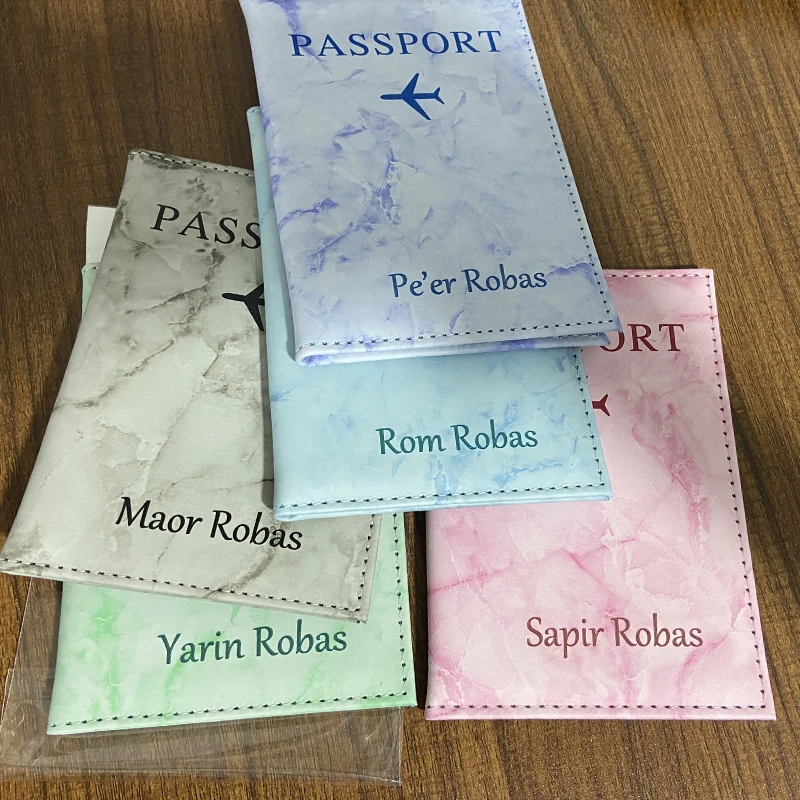 PASSPORT
Pe'er Robas
Rom Robas
PASS
Maor Robas
Yarin Robas
ORT
Sapir Robas